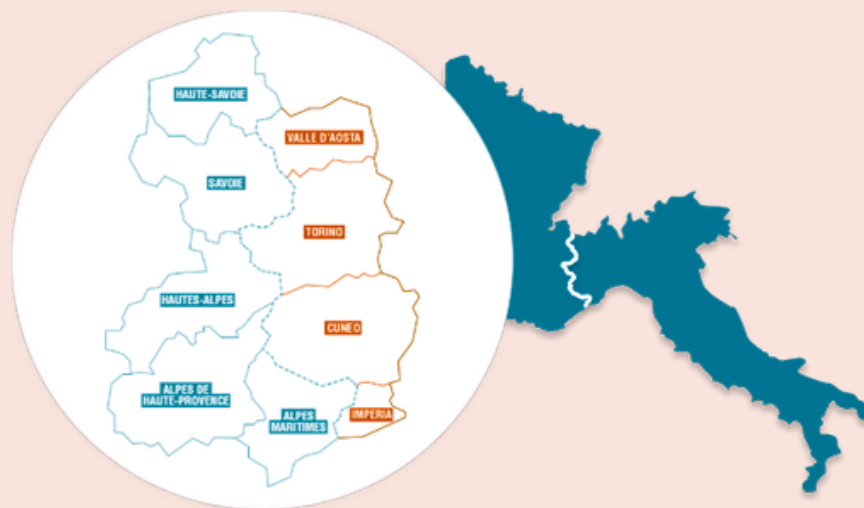 HAUTE-SAVOIE
VALLE D'AOSTA
SAVOIE
TORINO
HAUTES-ALPES
CUNEO
ALPES DE
HAUTE-PROVENCE
ALPES
MARITIMES
IMPERIA